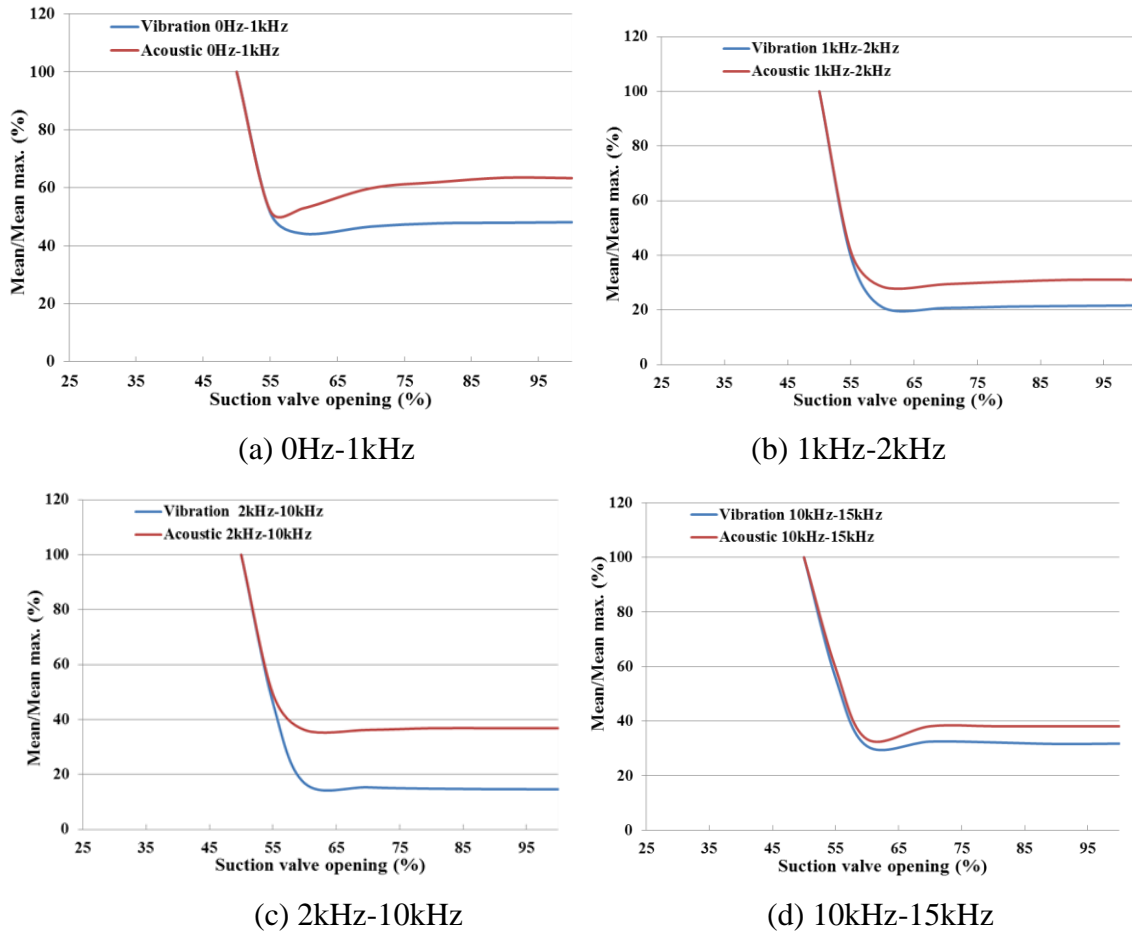 120
100
80
60
40
20
0
Mean/Mean max. (%)
Vibration 0Hz-1kHz
Acoustic 0Hz-1kHz
25 35 45 55 65 75 85 95
Suction valve opening (%)
(a) 0Hz-1kHz
120
100
80
60
40
20
0
Mean/Mean max. (%)
Vibration 1kHz-2kHz
Acoustic 1kHz-2kHz
25 35 45 55 65 75 85 95
Suction valve opening (%)
(b) 1kHz-2kHz
120
100
80
60
40
20
0
Mean/Mean max. (%)
Vibration 2kHz-10kHz
Acoustic 2kHz-10kHz
25 35 45 55 65 75 85 95
Suction valve opening (%)
(c) 2kHz-10kHz
120
100
80
60
40
20
0
Mean/Mean max. (%)
Vibration 10kHz-15kHz
Acoustic 10kHz-15kHz
25 35 45 55 65 75 85 95
Suction valve opening (%)
(d) 10kHz-15kHz